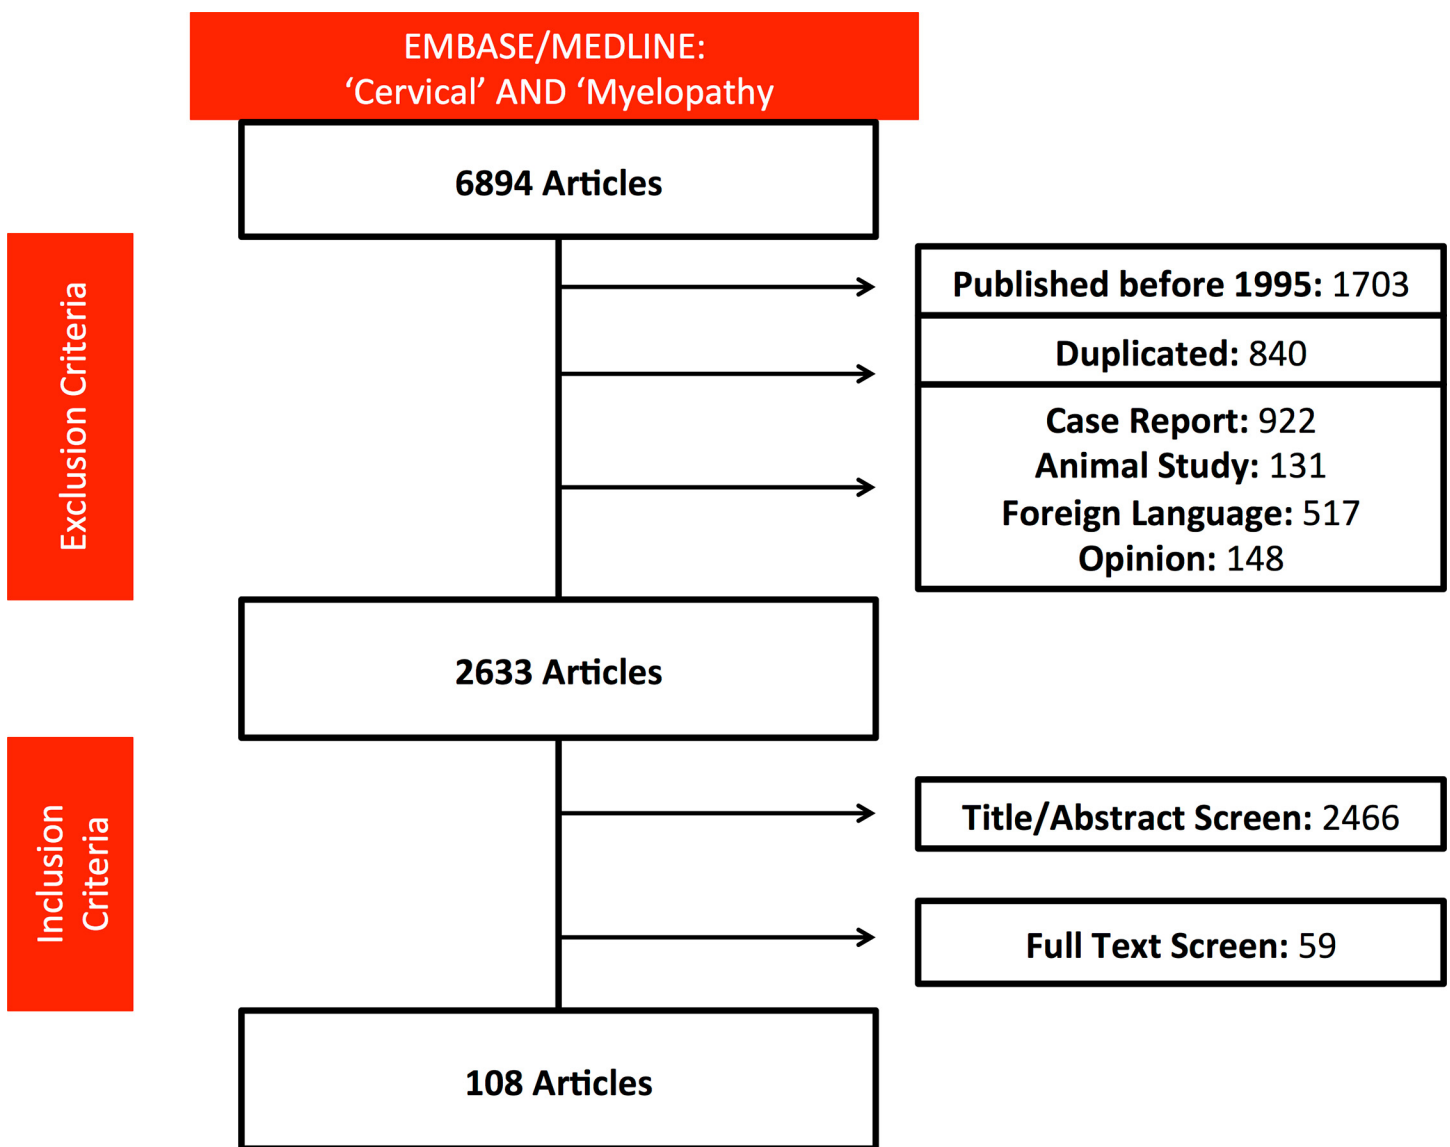 EMBASE/MEDLINE:
‘Cervical’ AND ‘Myelopathy
6894 Articles
Exclusion Criteria
Published before 1995: 1703
Duplicated: 840
Case Report: 922
Animal Study: 131
Foreign Language: 517
Opinion: 148
2633 Articles
Inclusion
Criteria
Title/Abstract Screen: 2466
Full Text Screen: 59
108 Articles